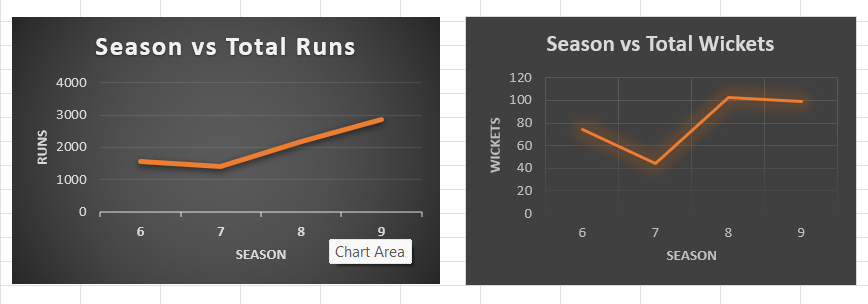 Season vs Total Runs
4000
3000
2000
1000
0
RUNS
6 7 8 9
SEASON
Chart Area
Season vs Total Wickets
120
100
80
60
40
20
0
WICKETS
6 7 8 9
SEASON